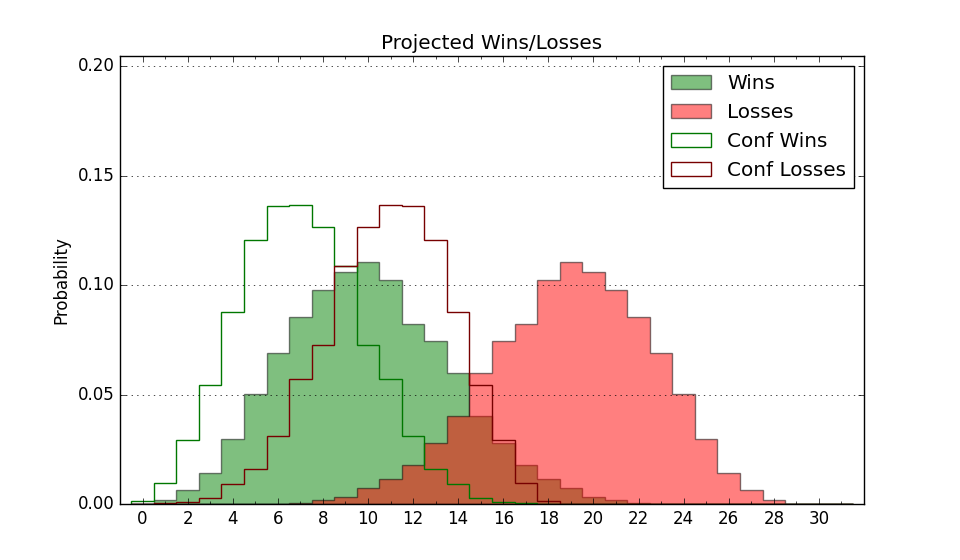 Projected Wins/Losses
Probability
0.20
0.15
0.10
0.05
0.00
0 2 4 6 8 10 12 14 16 18 20 22 24 26 28 30
Wins
Losses
Conf Wins
Conf Losses